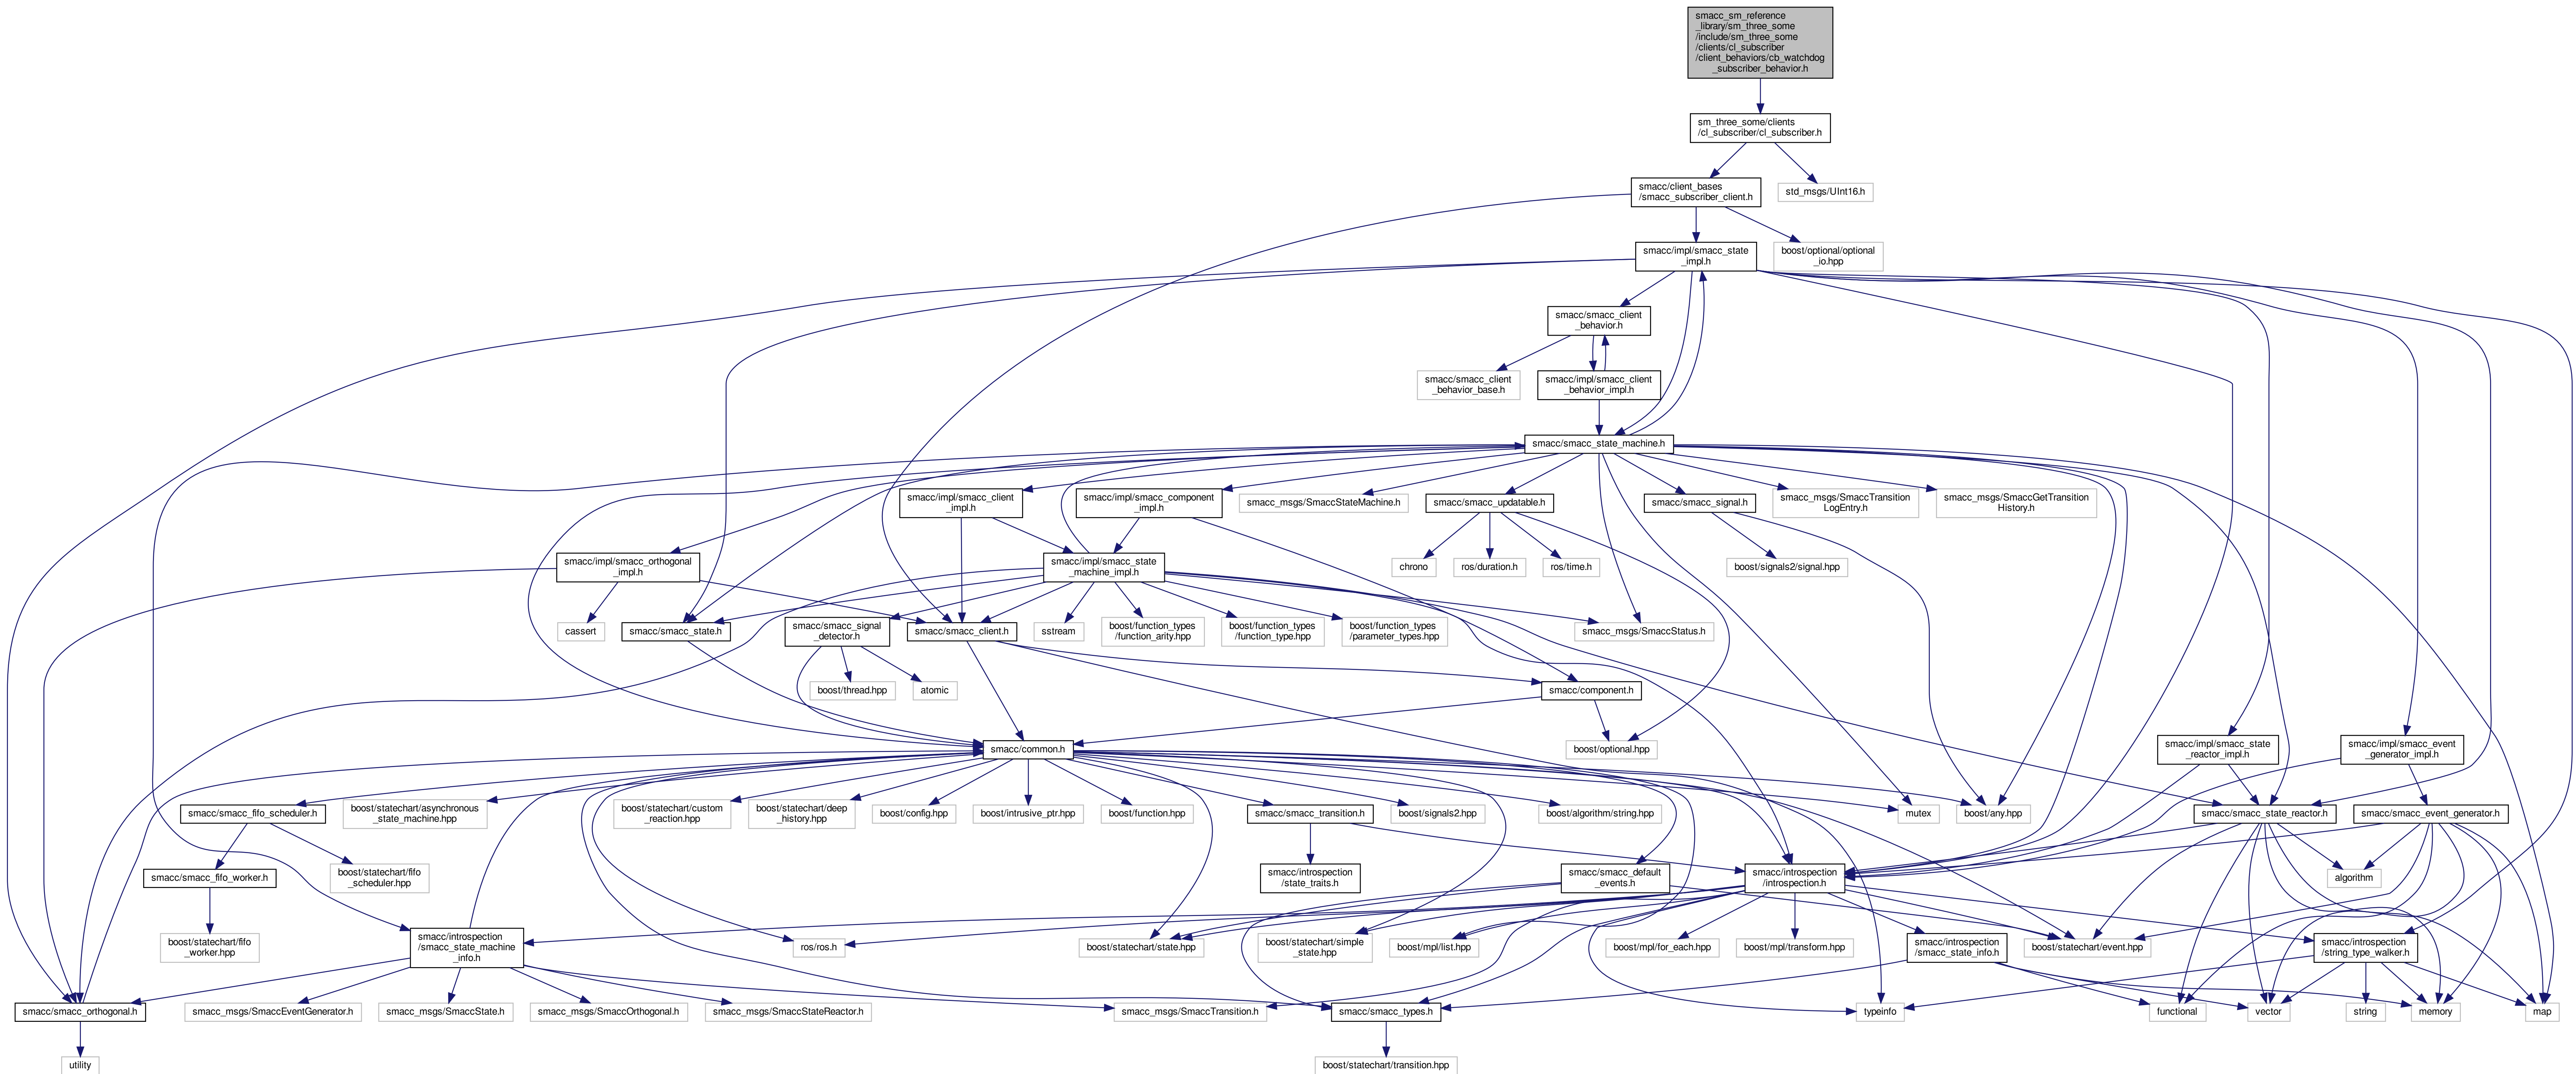 smacc_sm_reference
_library/sm_three_some
/include/sm_three_some
/clients/cl_subscriber
/client_behaviors/cb_watchdog
_subscriber_behavior.h
sm_three_some/clients
/cl_subscriber/cl_subscriber.h
smacc/client_bases
/smacc_subscriber_client.h
std_msgs/UInt16.h
smacc/impl/smacc_state
_impl.h
boost/optional/optional
_io.hpp
smacc/smacc_client
_behavior.h
smacc/smacc_client
_behavior_base.h
smacc/impl/smacc_client
_behavior_impl.h
smacc/smacc_state_machine.h
smacc/impl/smacc_client
_impl.h
smacc/impl/smacc_component
_impl.h
smacc_msgs/SmaccStateMachine.h
smacc/smacc_updatable.h
smacc/smacc_signal.h
smacc_msgs/SmaccTransition
LogEntry.h
smacc_msgs/SmaccGetTransition
History.h
smacc/impl/smacc_orthogonal
_impl.h
smacc/impl/smacc_state
_machine_impl.h
chrono
ros/duration.h
ros/time.h
boost/signals2/signal.hpp
cassert
smacc/smacc_state.h
smacc/smacc_signal
_detector.h
smacc/smacc_client.h
sstream
boost/function_types
/function_arity.hpp
boost/function_types
/function_type.hpp
boost/function_types
/parameter_types.hpp
smacc_msgs/SmaccStatus.h
boost/thread.hpp
atomic
smacc/component.h
smacc/common.h
boost/optional.hpp
smacc/impl/smacc_state
_reactor_impl.h
smacc/impl/smacc_event
_generator_impl.h
smacc/smacc_fifo_scheduler.h
boost/statechart/asynchronous
_state_machine.hpp
boost/statechart/custom
_reaction.hpp
boost/statechart/deep
_history.hpp
boost/config.hpp
boost/intrusive_ptr.hpp
boost/function.hpp
smacc/smacc_transition.h
boost/signals2.hpp
boost/algorithm/string.hpp
mutex
boost/any.hpp
smacc/smacc_state_reactor.h
smacc/smacc_event_generator.h
smacc/smacc_fifo_worker.h
boost/statechart/fifo
_scheduler.hpp
smacc/introspection
/state_traits.h
smacc/smacc_default
_events.h
smacc/introspection
/introspection.h
algorithm
boost/statechart/fifo
_worker.hpp
smacc/introspection
/smacc_state_machine
_info.h
ros/ros.h
boost/statechart/state.hpp
boost/statechart/simple
_state.hpp
boost/mpl/list.hpp
boost/mpl/for_each.hpp
boost/mpl/transform.hpp
smacc/introspection
/smacc_state_info.h
boost/statechart/event.hpp
smacc/introspection
/string_type_walker.h
smacc/smacc_orthogonal.h
smacc_msgs/SmaccEventGenerator.h
smacc_msgs/SmaccState.h
smacc_msgs/SmaccOrthogonal.h
smacc_msgs/SmaccStateReactor.h
smacc_msgs/SmaccTransition.h
smacc/smacc_types.h
typeinfo
functional
vector
string
memory
map
utility
boost/statechart/transition.hpp